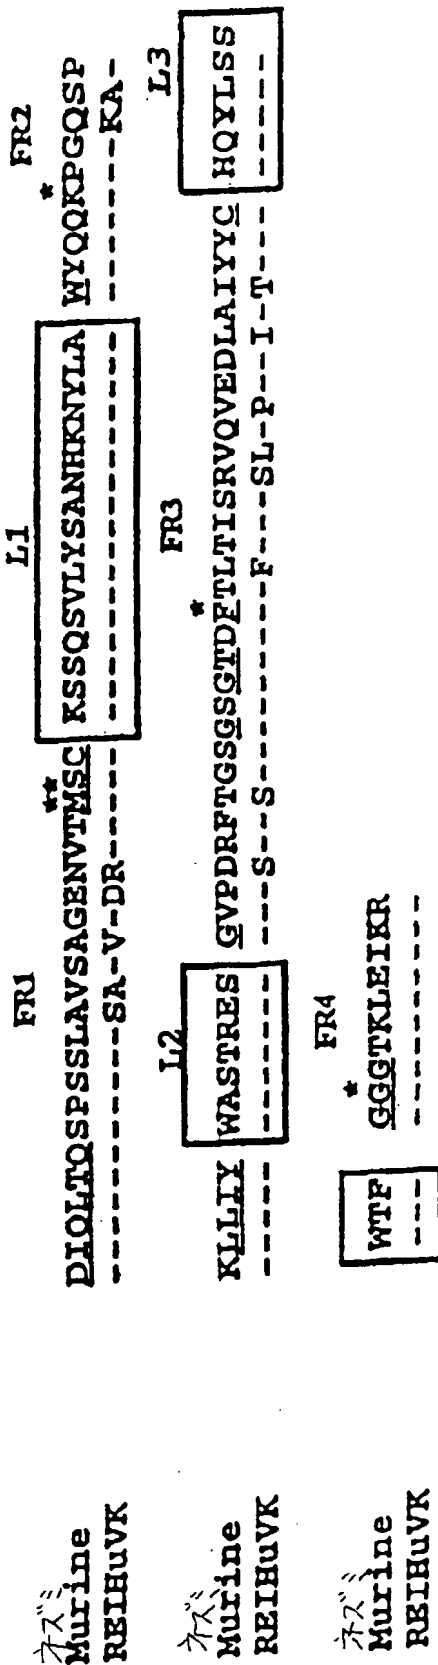 FR1 L1 FR2
** *
ネズミ
Murine DIQLTQSPSSLAVSAGENVTMSC KSSQSVLYSANHKNYLA WYQQKPGQSP
REIHuVK -----------SA-V-DR----- ----------------- -------KA-
L2 FR3 L3
*
ネズミ
Murine KLLIY WASTRES GVPDRFTGSGSGTDFTLTISRVQVEDLAIYYC HQYLSS
REIHuVK ----- ------- ----S--S----------F---SL-P--I-T---- ------
FR4
*
ネズミ
Murine WTF GGGTKLEIKR
REIHuVK --- ----------